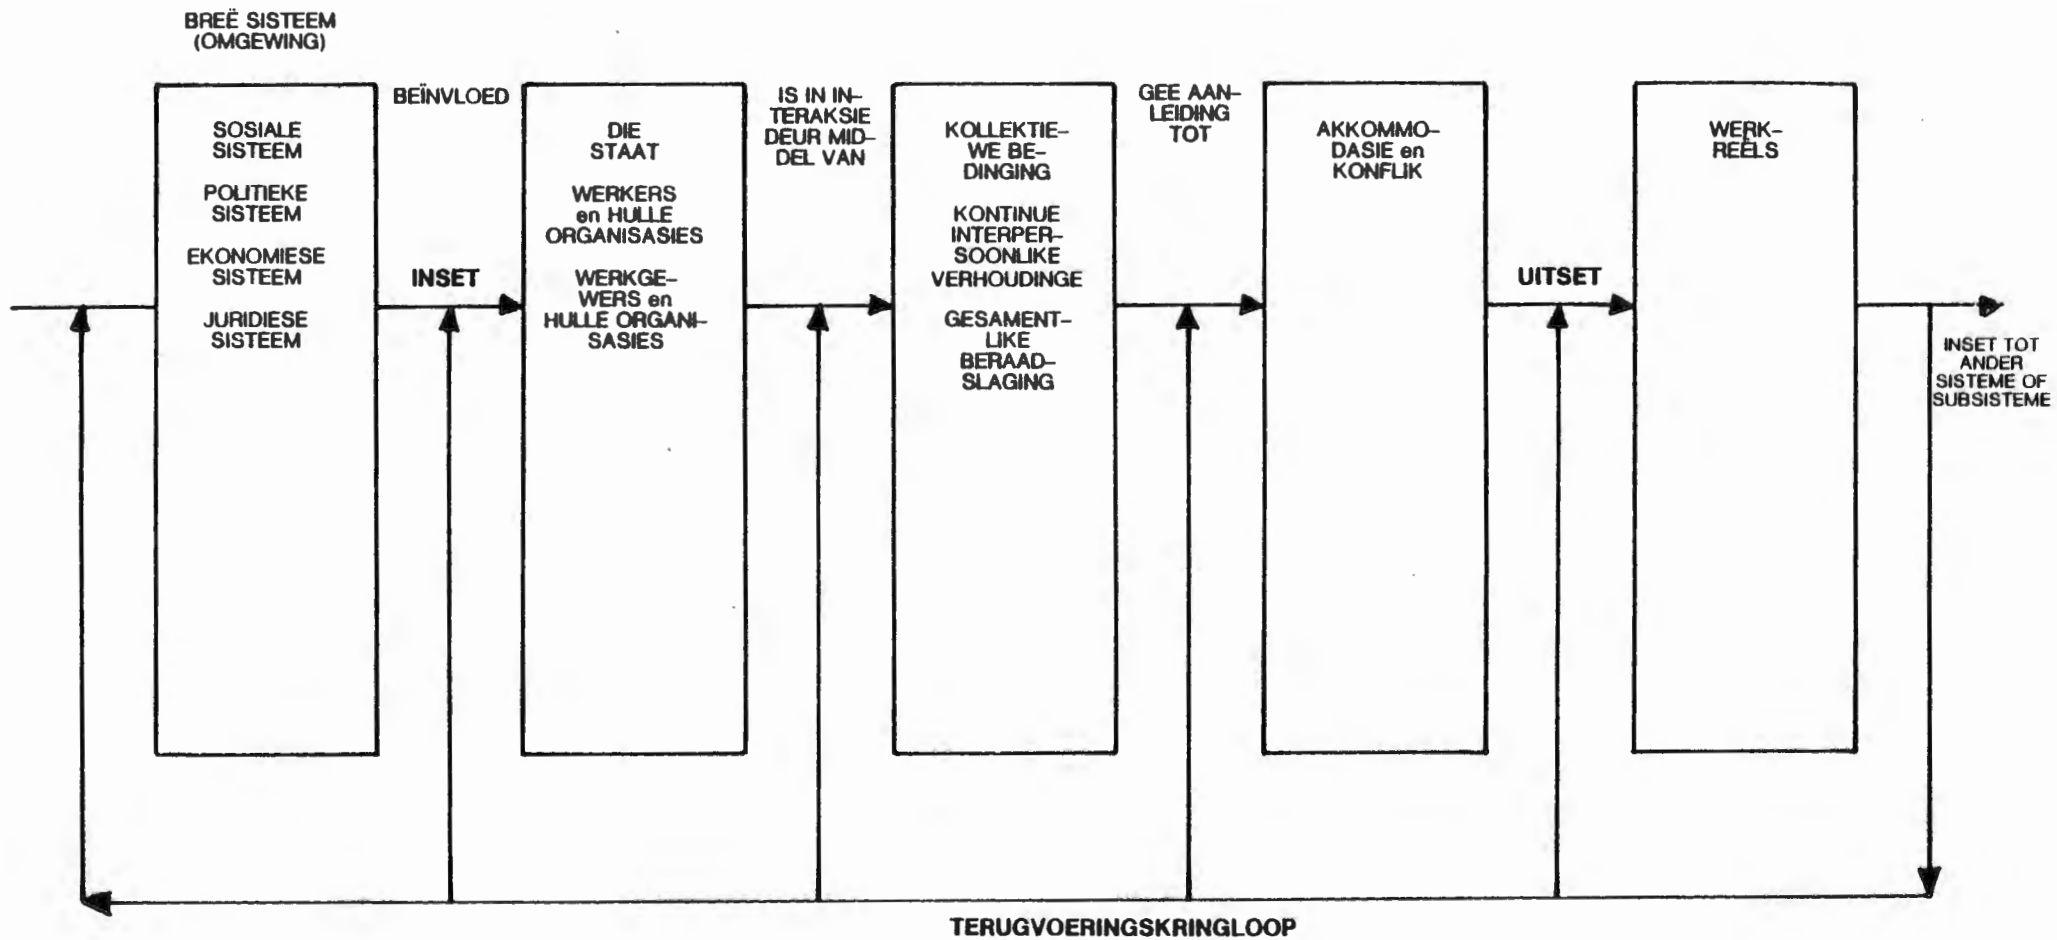 BREË SISTEEM
(OMGEWING)
SOSIALE
SISTEEM
POLITIEKE
SISTEEM
EKONOMIESE
SISTEEM
JURIDIESE
SISTEEM
BEÏNVLOED
INSET
DIE
STAAT
WERKERS
en HULLE
ORGANISASIES
WERKGE-
WERS en
HULLE ORGANI-
SASIES
IS IN IN-
TERAKSIE
DEUR MID-
DEL VAN
KOLLEKTIE-
WE BE-
DINGING
KONTINUE
INTERPER-
SOONLIKE
VERHOUDINGE
GESAMENT-
LIKE
BERAAD-
SLAGING
GEE AAN-
LEIDING
TOT
AKKOMMO-
DASIE en
KONFLIK
UITSET
WERK-
REËLS
INSET TOT
ANDER
SISTEME OF
SUBSISTEME
TERUGVOERINGSKRINGLOOP